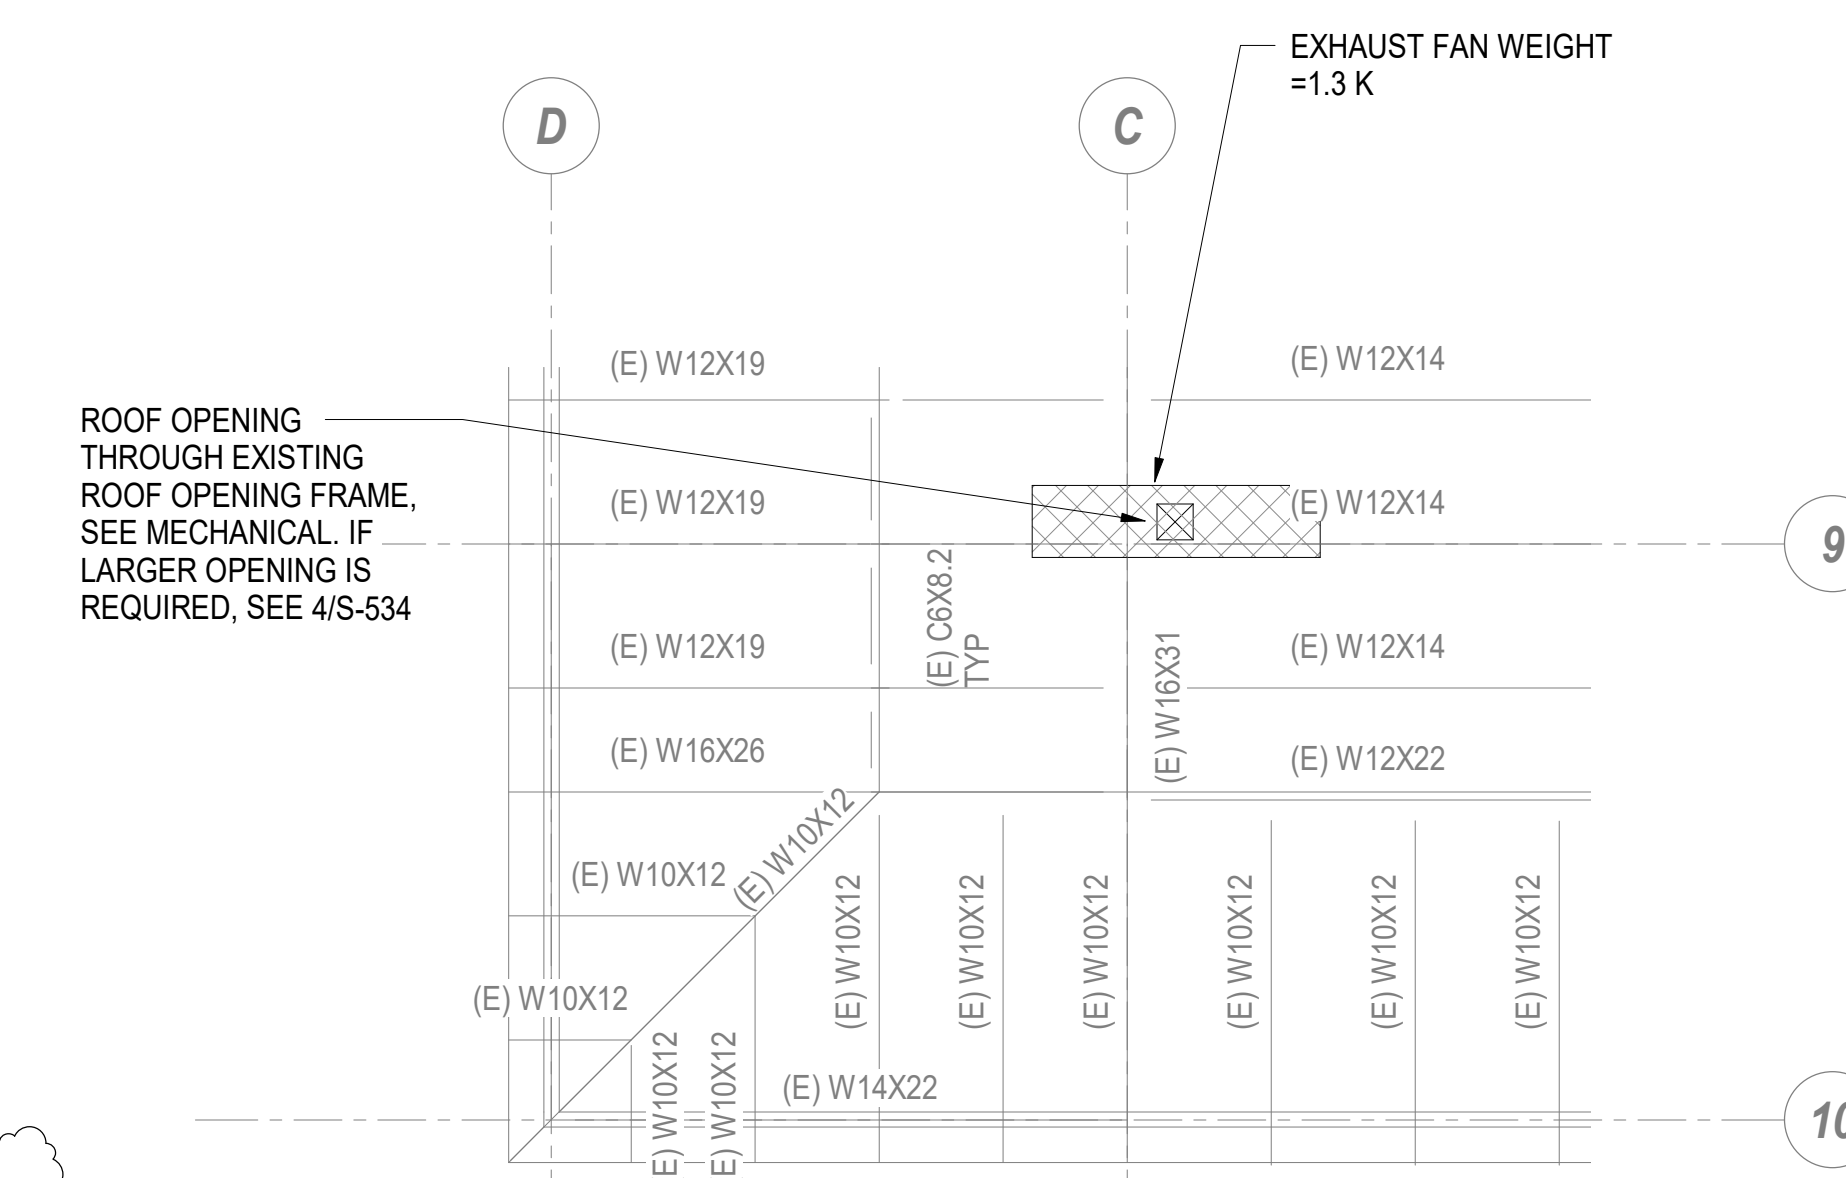 EXHAUST FAN WEIGHT
=1.3 K
D
C
(E) W12X19
(E) W12X14
ROOF OPENING
THROUGH EXISTING
ROOF OPENING FRAME,
SEE MECHANICAL. IF
LARGER OPENING IS
REQUIRED, SEE 4/S-534
(E) W12X19
(E) W12X14
9
(E) C6X8.2
TYP
(E) W12X19
(E) W16X31
(E) W12X14
(E) W16X26
(E) W12X22
(E) W10X12
(E) W10X12
(E) W10X12
(E) W10X12
(E) W10X12
(E) W10X12
(E) W10X12
(E) W10X12
(E) W10X12
E) W10X12
E) W10X12
(E) W14X22
10